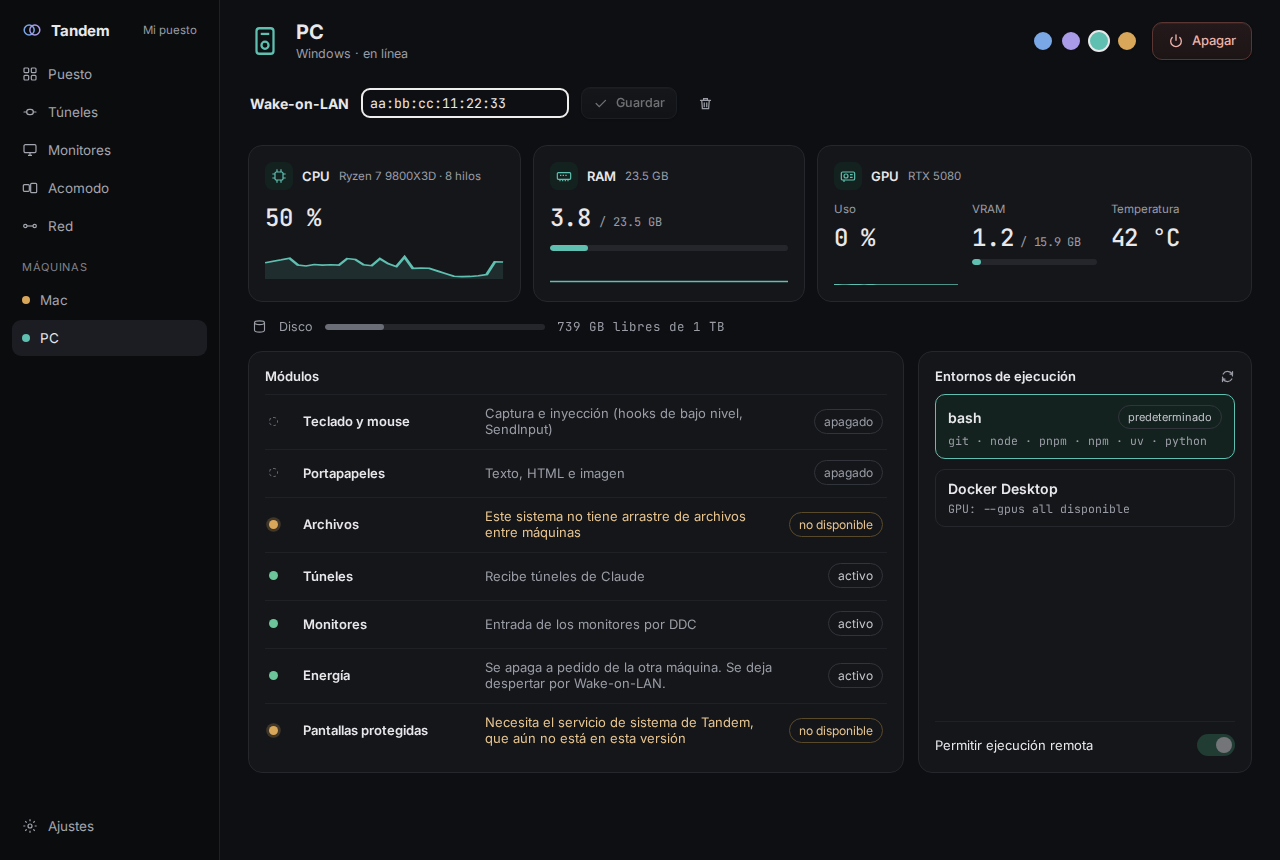 Tandem
Mi puesto
Puesto
Túneles
Monitores
Acomodo
Red
MÁQUINAS
Mac
PC
Ajustes
PC
Windows · en línea
Apagar
Wake-on-LAN
aa:bb:cc:11:22:33
Guardar
CPU Ryzen 7 9800X3D · 8 hilos
50 %
RAM 23.5 GB
3.8 / 23.5 GB
GPU RTX 5080
Uso
0 %
VRAM
1.2 / 15.9 GB
Temperatura
42 °C
Disco
739 GB libres de 1 TB
Módulos
Teclado y mouse
Captura e inyección (hooks de bajo nivel,
SendInput)
apagado
Portapapeles
Texto, HTML e imagen
apagado
Archivos
Este sistema no tiene arrastre de archivos
entre máquinas
no disponible
Túneles
Recibe túneles de Claude
activo
Monitores
Entrada de los monitores por DDC
activo
Energía
Se apaga a pedido de la otra máquina. Se deja
despertar por Wake-on-LAN.
activo
Pantallas protegidas
Necesita el servicio de sistema de Tandem,
que aún no está en esta versión
no disponible
Entornos de ejecución
bash
predeterminado
git · node · pnpm · npm · uv · python
Docker Desktop
GPU: --gpus all disponible
Permitir ejecución remota